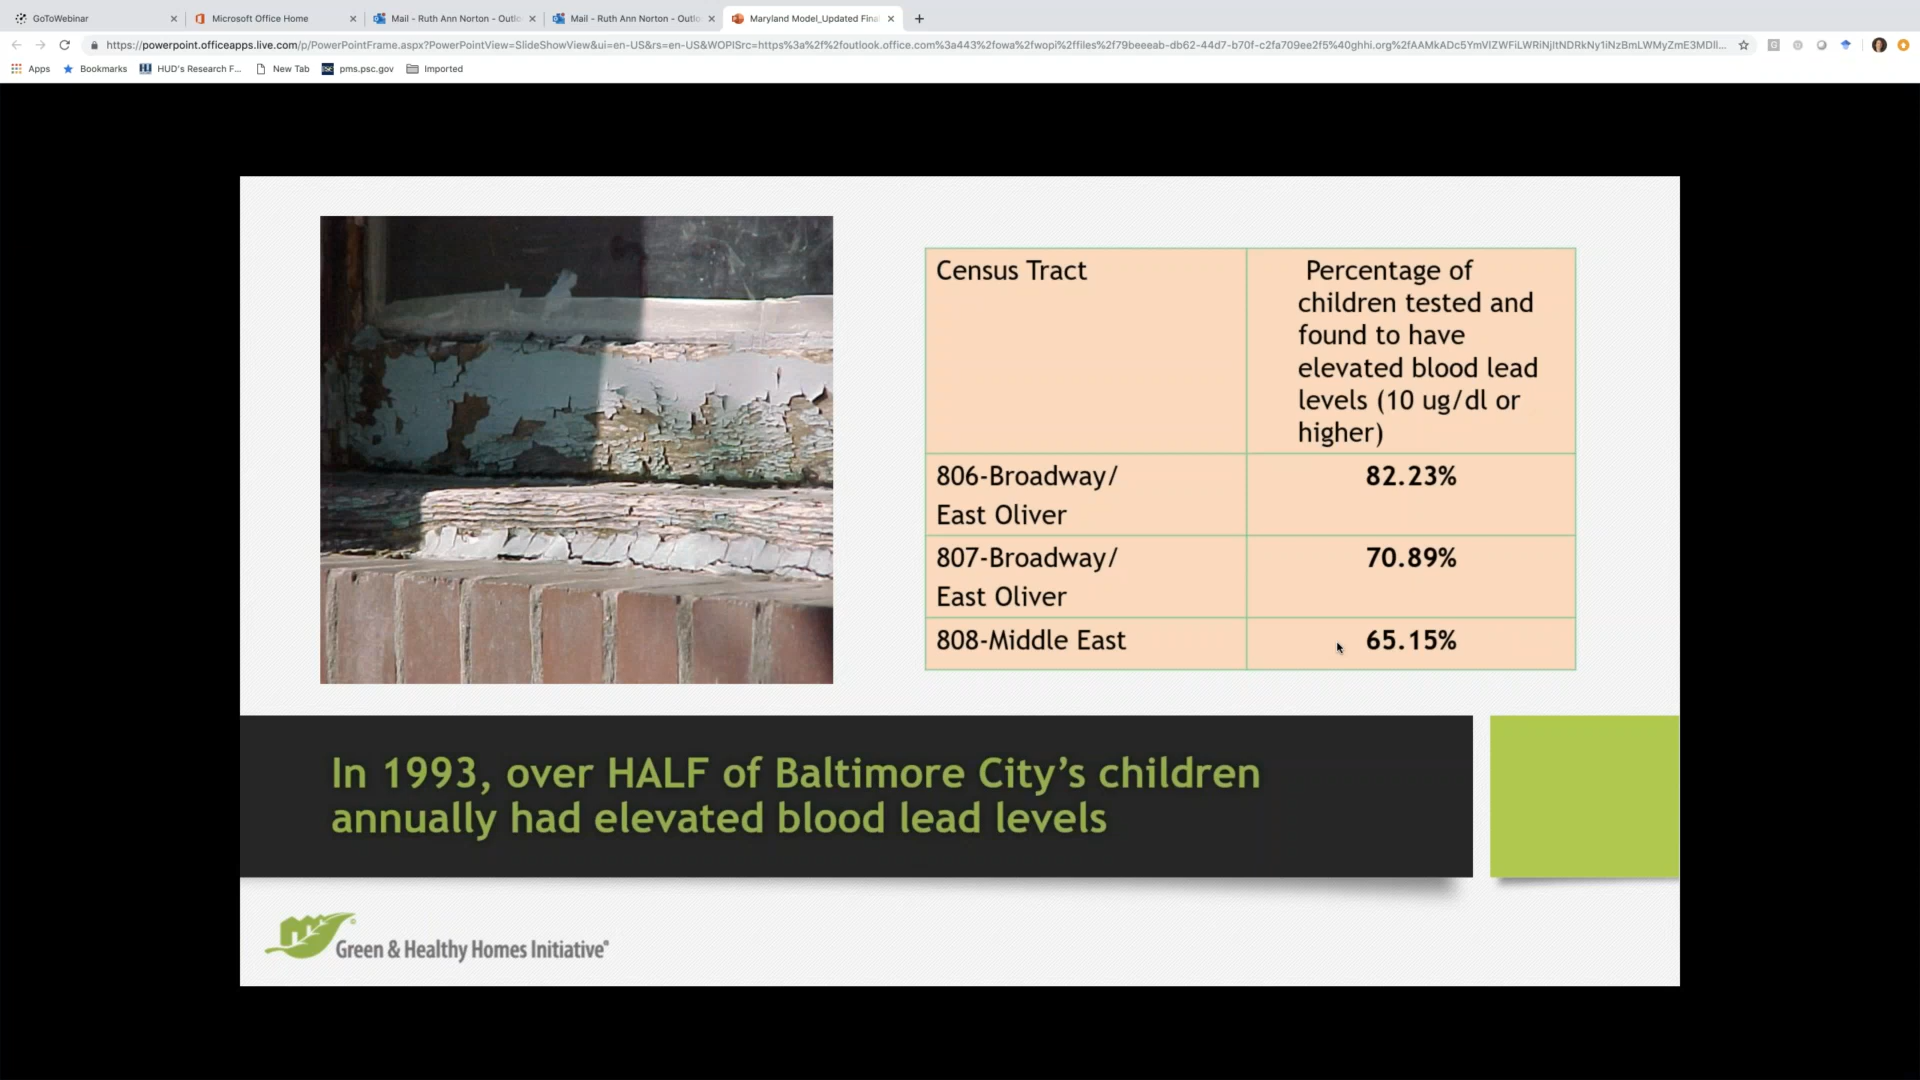 GoToWebinar
Microsoft Office Home
Mail - Ruth Ann Norton - Outlo
Mail - Ruth Ann Norton - Outlo
Maryland Model_Updated Fina
Apps
Bookmarks
HUD's Research F...
New Tab
pms.psc.gov
Imported
Census Tract
Percentage of
children tested and
found to have
elevated blood lead
levels (10 ug/dl or
higher)
806-Broadway/
East Oliver
82.23%
807-Broadway/
East Oliver
70.89%
808-Middle East
65.15%
In 1993, over HALF of Baltimore City’s children
annually had elevated blood lead levels
Green & Healthy Homes Initiative®